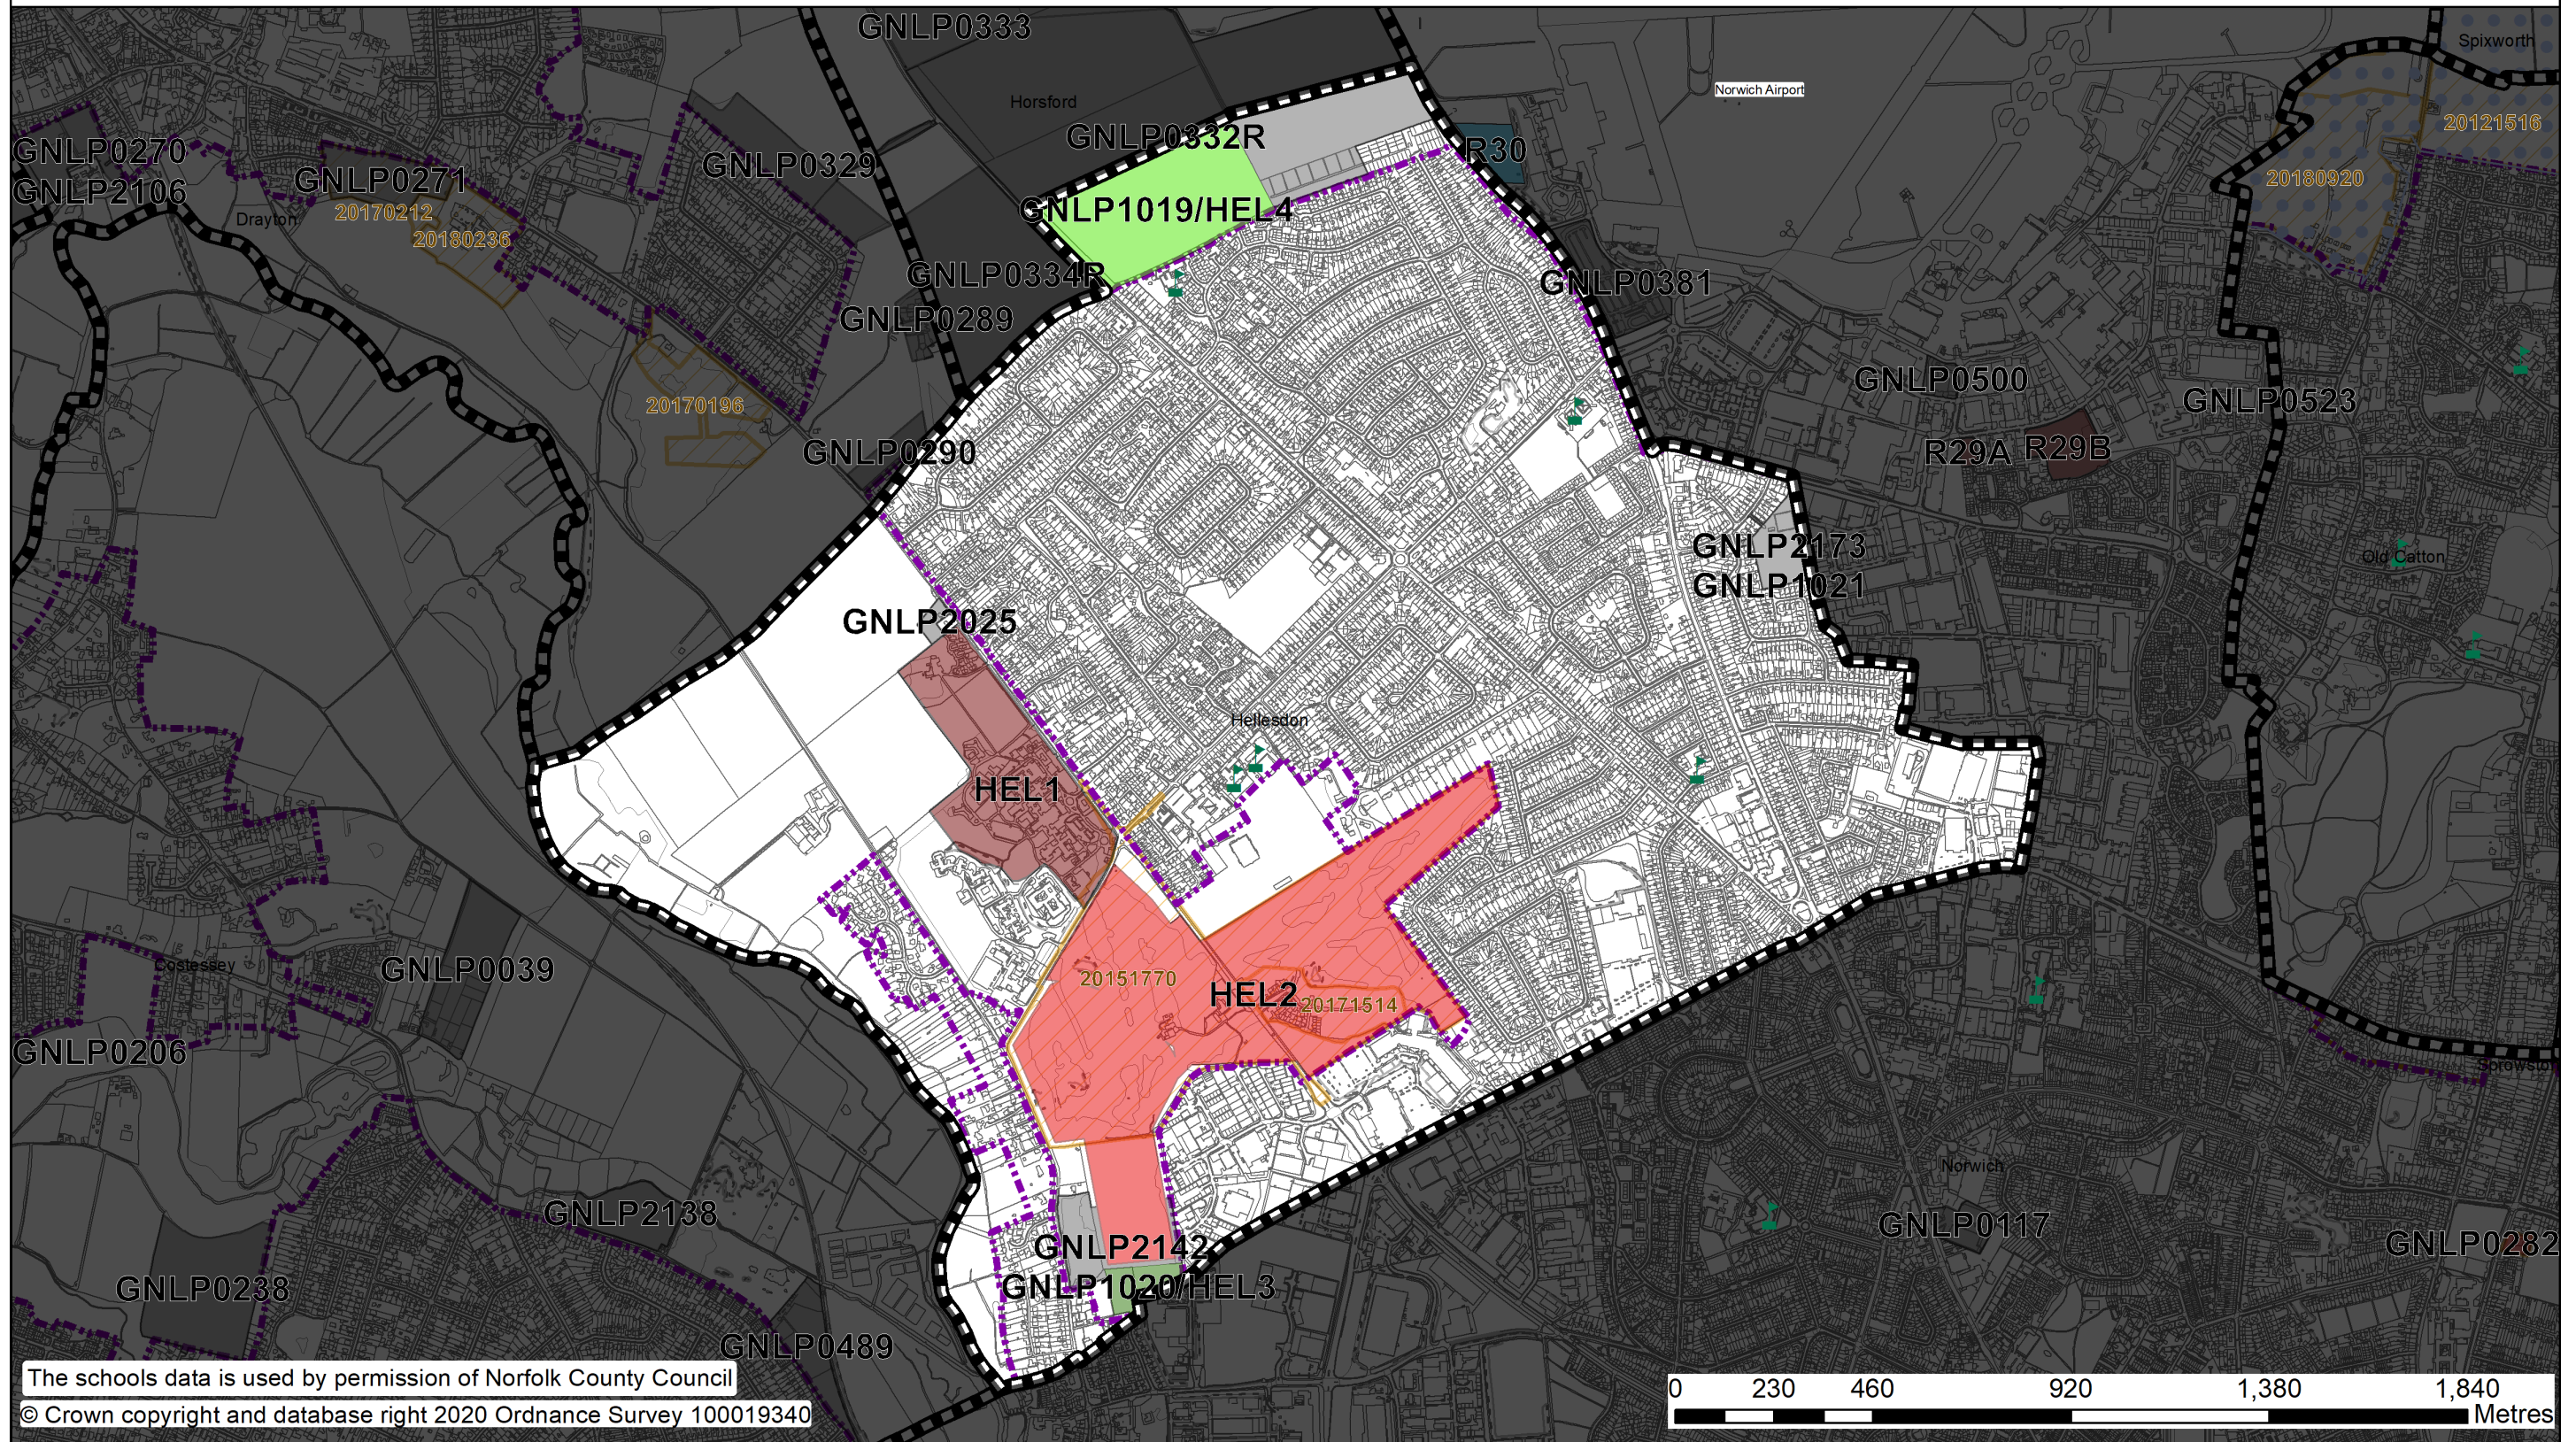 GNLP0333
Spixworth
Norwich Airport
Horsford
20121516
GNLP0332R
R30
GNLP0270
GNLP2106
GNLP0271
GNLP0329
20180920
20170212
Drayton
20180236
GNLP1019/HEL4
GNLP0334R
GNLP0381
GNLP0289
GNLP0500
GNLP0523
20170196
GNLP0290
R29A
R29B
GNLP2173
GNLP1021
Old Catton
GNLP2025
Hellesdon
HEL1
Costessey
GNLP0039
20151770
HEL2
20171514
GNLP0206
Sprowston
Norwich
GNLP2138
GNLP0117
GNLP2142
GNLP0282
GNLP0238
GNLP1020/HEL3
GNLP0489
The schools data is used by permission of Norfolk County Council
© Crown copyright and database right 2020 Ordnance Survey 100019340
0 230 460 920 1,380 1,840
Metres